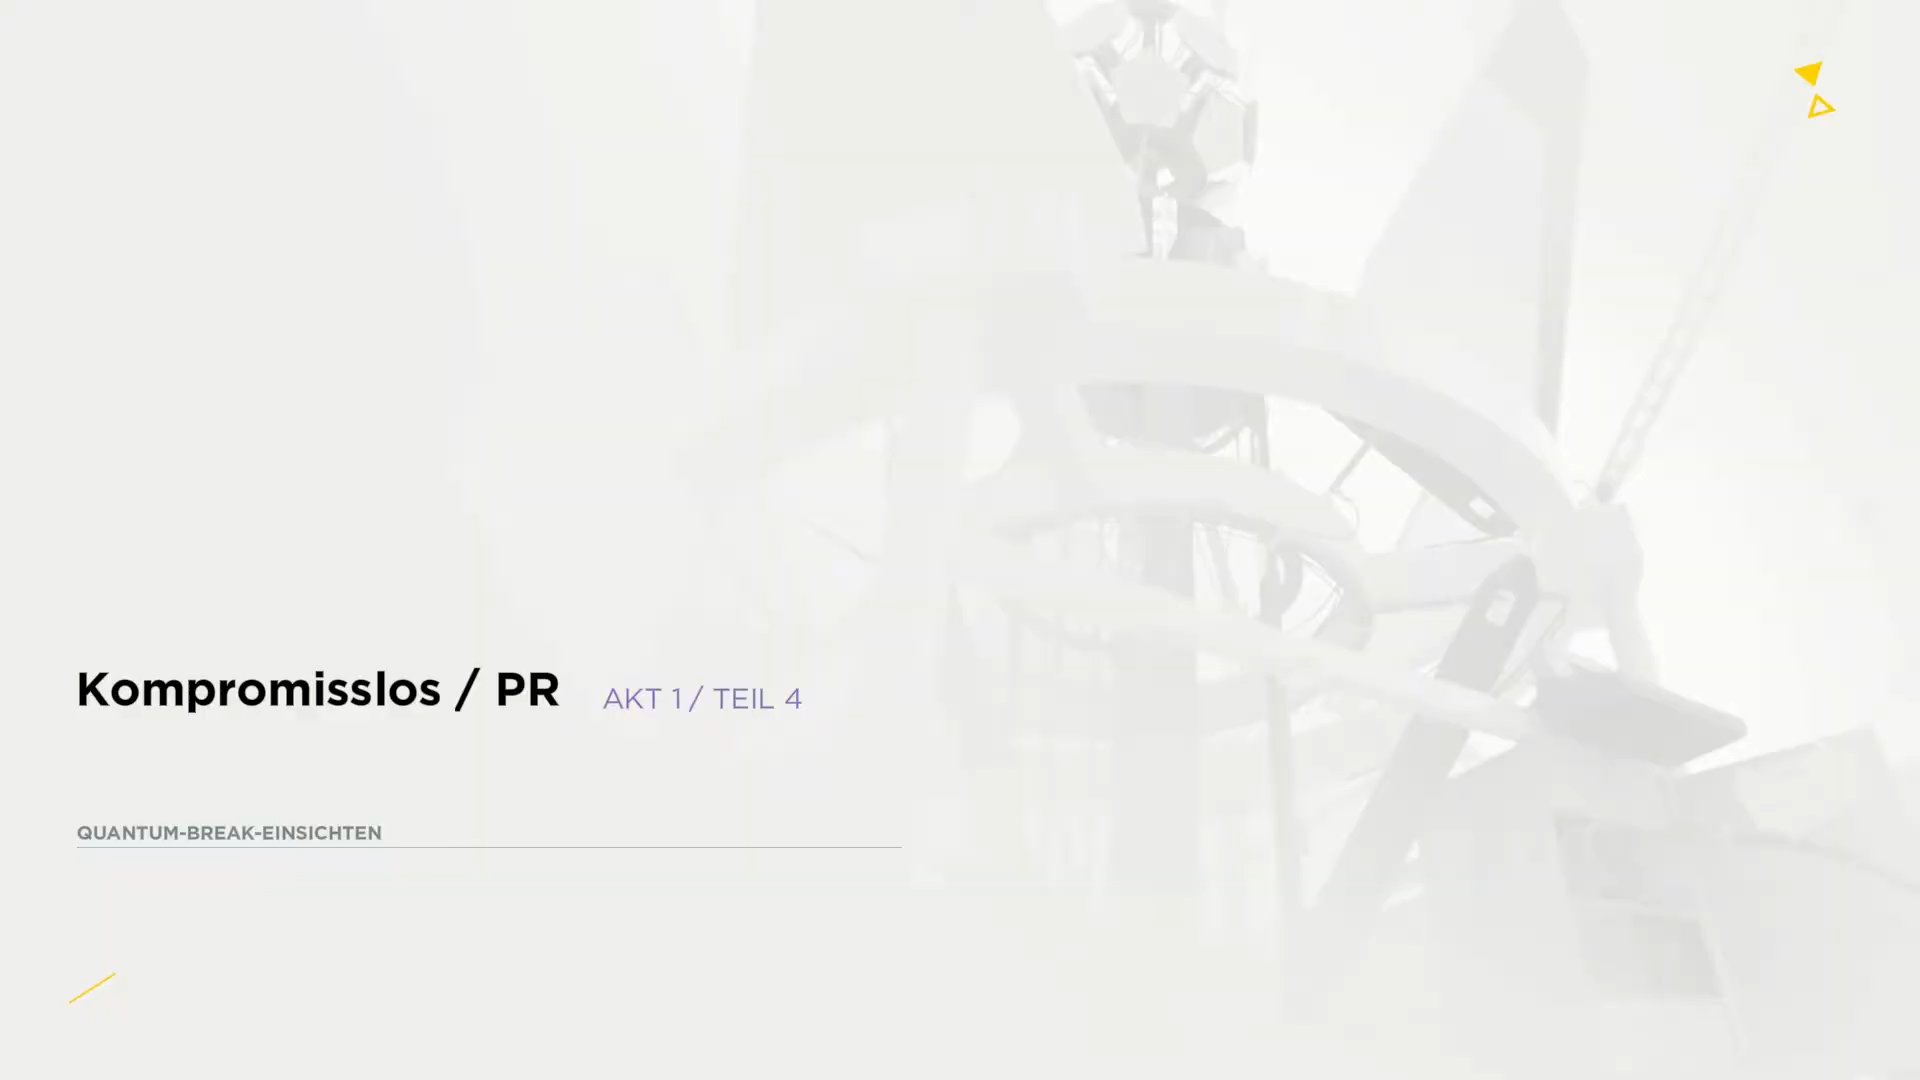 Kompromisslos / PR AKT 1 / TEIL 4
QUANTUM-BREAK-EINSICHTEN